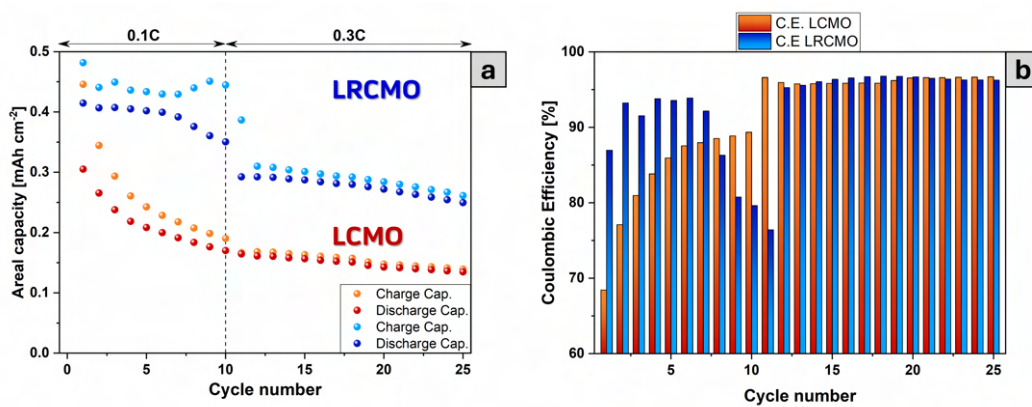 0.1C 0.3C
0.5
0.4
0.3
0.2
0.1
0.0
Areal capacity [mAh cm⁻²]
a
LRCMO
LCMO
Charge Cap.
Discharge Cap.
Charge Cap.
Discharge Cap.
0 5 10 15 20 25
Cycle number
C.E. LCMO
C.E LRCMO
100
90
80
70
60
Coulombic Efficiency [%]
b
5 10 15 20 25
Cycle number